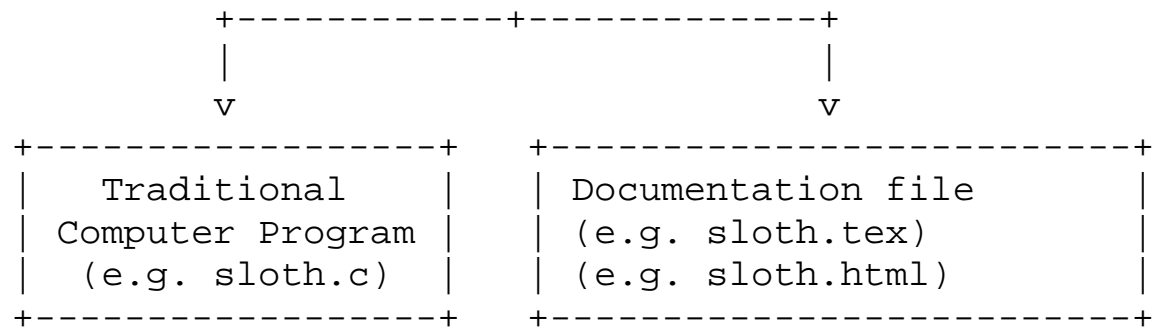 +------------+-------------+
|                          |
v                          v
+------------------+   +--------------------------+
|   Traditional    |   | Documentation file       |
| Computer Program |   | (e.g. sloth.tex)         |
|  (e.g. sloth.c)  |   | (e.g. sloth.html)        |
+------------------+   +--------------------------+